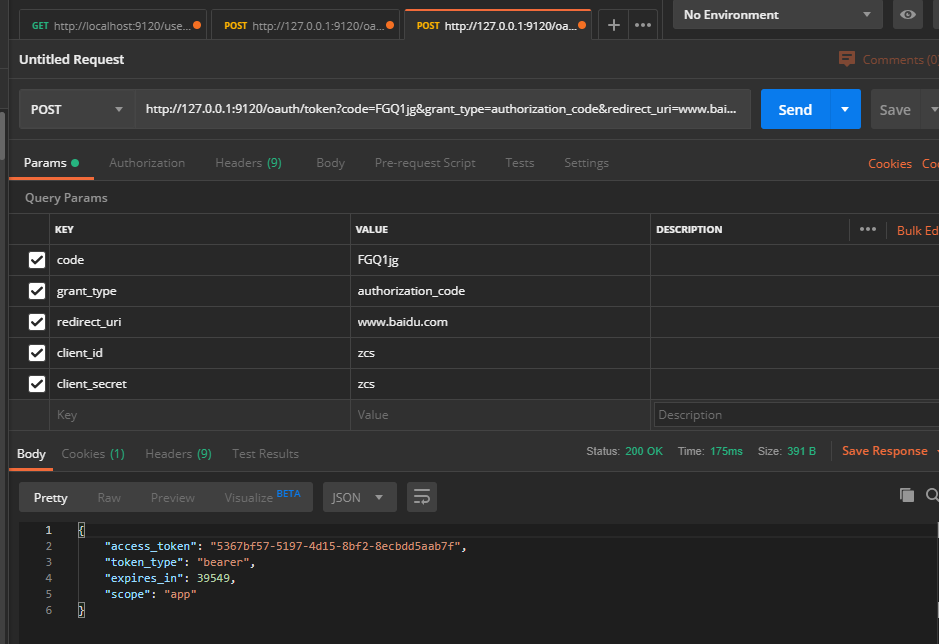 GET http://localhost:9120/use...
POST http://127.0.0.1:9120/oa...
POST http://127.0.0.1:9120/oa...
No Environment
Untitled Request
Comments (0)
POST http://127.0.0.1:9120/oauth/token?code=FGQ1jg&grant_type=authorization_code&redirect_uri=www.bai...
Send
Save
Params
Authorization
Headers (9)
Body
Pre-request Script
Tests
Settings
Cookies
Co
Query Params
KEY VALUE DESCRIPTION
Bulk Ed
code FGQ1jg
grant_type authorization_code
redirect_uri www.baidu.com
client_id zcs
client_secret zcs
Key Value Description
Body Cookies (1) Headers (9) Test Results
Status: 200 OK Time: 175ms Size: 391 B
Save Response
Pretty Raw Preview Visualize BETA
JSON
1 {
2 "access_token": "5367bf57-5197-4d15-8bf2-8ecbdd5aab7f",
3 "token_type": "bearer",
4 "expires_in": 39549,
5 "scope": "app"
6 }